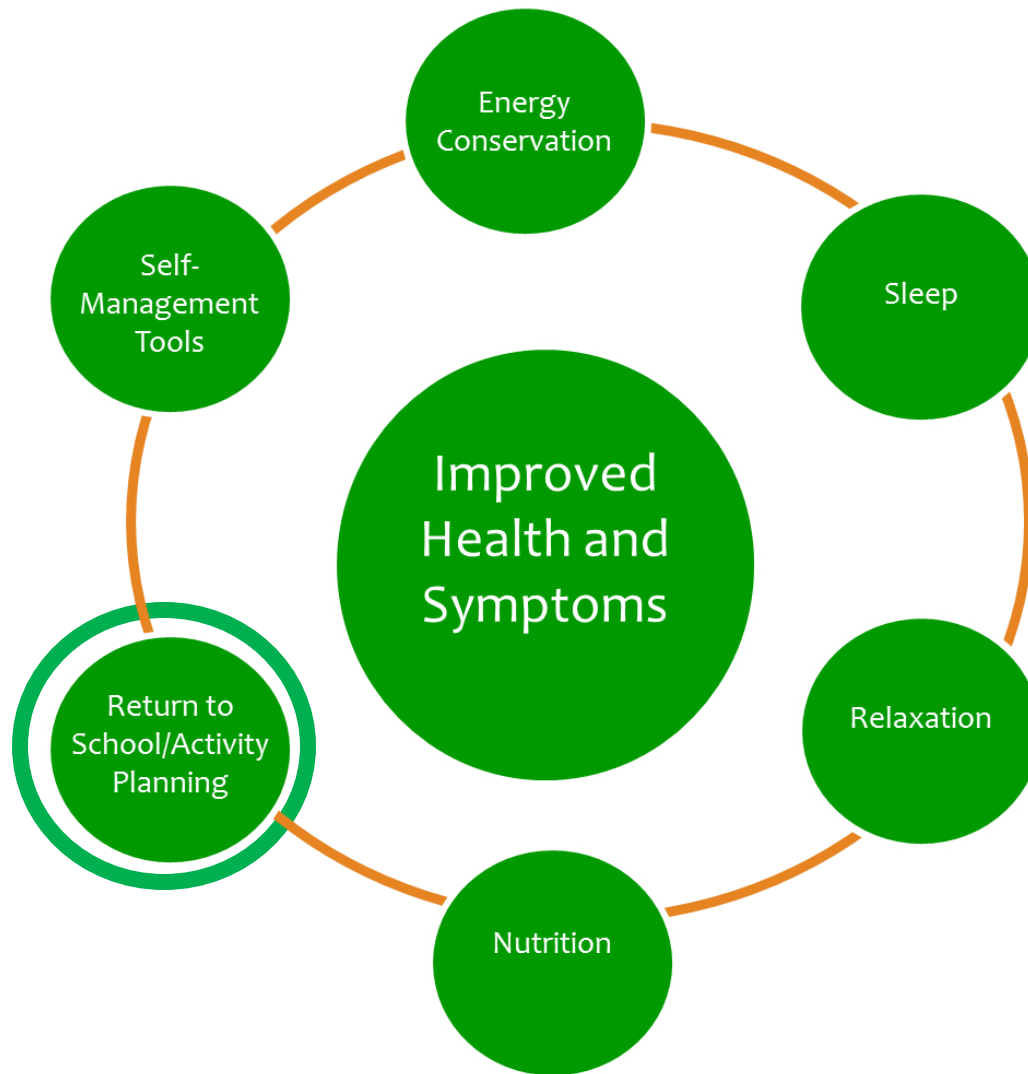 Energy
Conservation
Sleep
Relaxation
Nutrition
Return to
School/Activity
Planning
Self-
Management
Tools
Improved
Health and
Symptoms